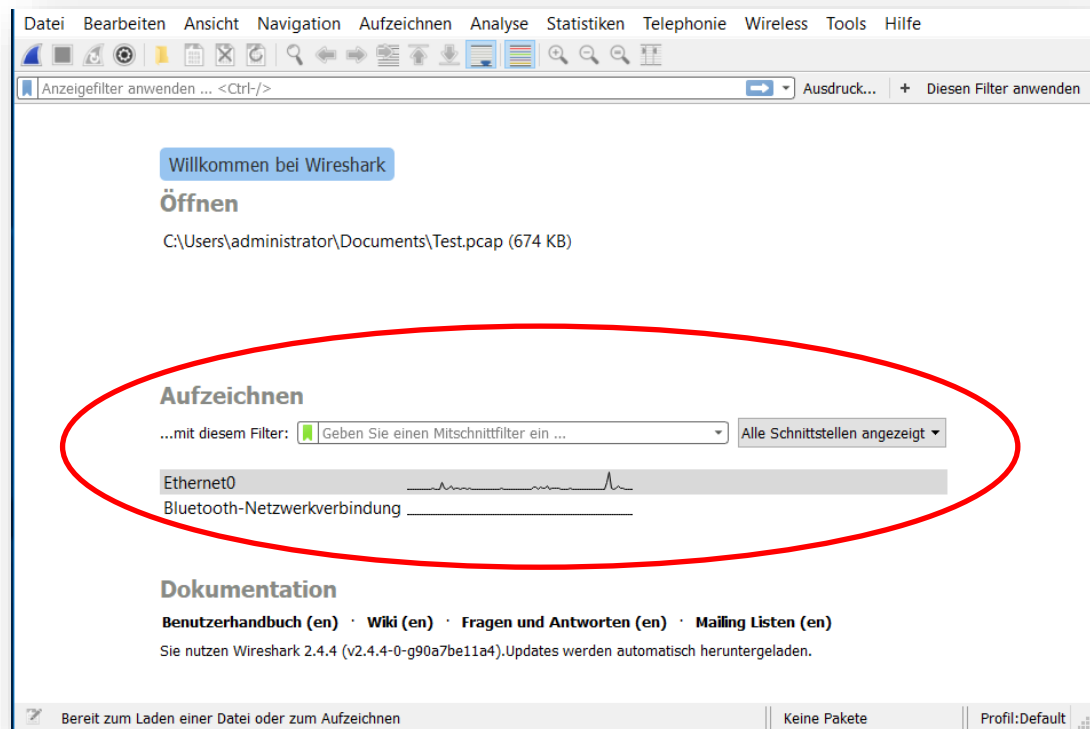 Datei Bearbeiten Ansicht Navigation Aufzeichnen Analyse Statistiken Telephonie Wireless Tools Hilfe
Anzeigefilter anwenden ... <Ctrl-/> Ausdruck... + Diesen Filter anwenden
Willkommen bei Wireshark
Öffnen
C:\Users\administrator\Documents\Test.pcap (674 KB)
Aufzeichnen
...mit diesem Filter: Geben Sie einen Mitschnittfilter ein ... Alle Schnittstellen angezeigt
Ethernet0
Bluetooth-Netzwerkverbindung
Dokumentation
Benutzerhandbuch (en) · Wiki (en) · Fragen und Antworten (en) · Mailing Listen (en)
Sie nutzen Wireshark 2.4.4 (v2.4.4-0-g90a7be11a4).Updates werden automatisch heruntergeladen.
Bereit zum Laden einer Datei oder zum Aufzeichnen Keine Pakete Profil:Default